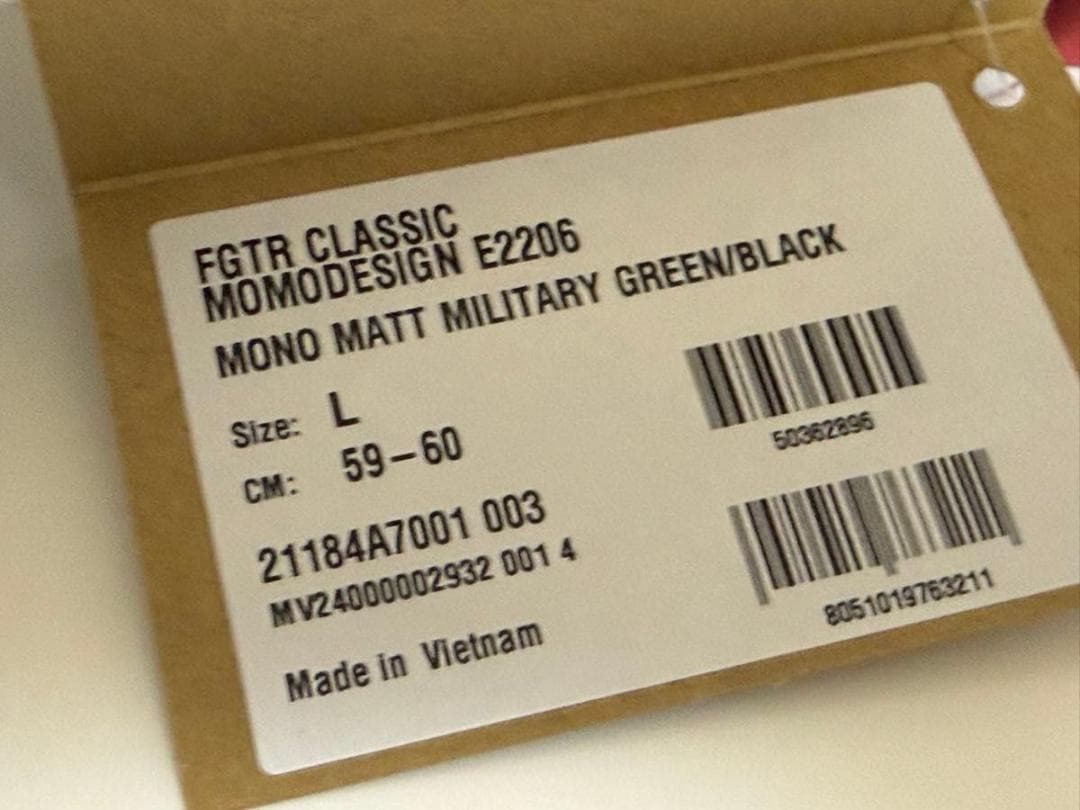 FGTR CLASSIC
MOMODESIGN E2206
MONO MATT MILITARY GREEN/BLACK
Size: L
CM: 59-60
21184A7001 003
MV24000002932 001 4
Made in Vietnam
50362896
8051019763211